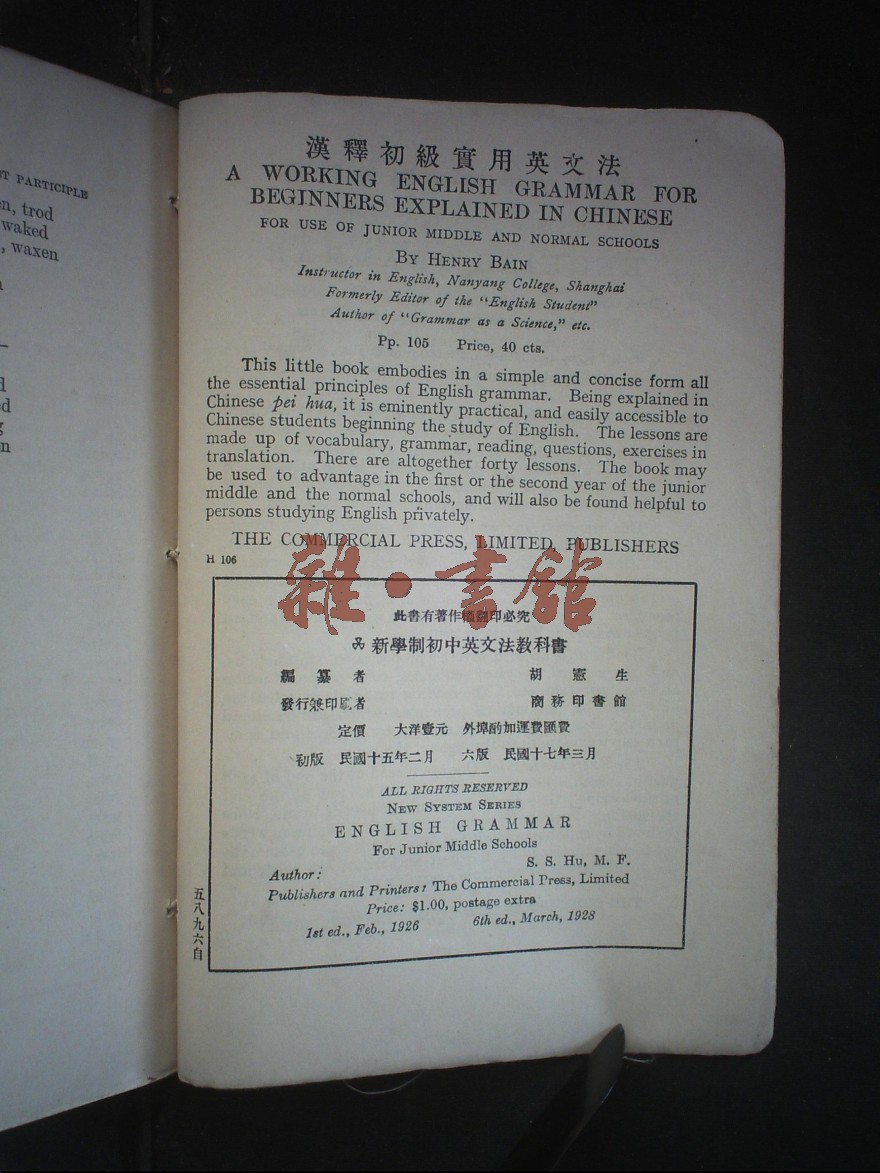 PARTICIPLE
trod
waked
waxen
漢釋初級實用英文法
A WORKING ENGLISH GRAMMAR FOR
BEGINNERS EXPLAINED IN CHINESE
FOR USE OF JUNIOR MIDDLE AND NORMAL SCHOOLS
BY HENRY BAIN
Instructor in English, Nanyang College, Shanghai
Formerly Editor of the "English Student"
Author of "Grammar as a Science," etc.
Pp. 105 Price, 40 cts.
This little book embodies in a simple and concise form all
the essential principles of English grammar. Being explained in
Chinese pei hua, it is eminently practical, and easily accessible to
Chinese students beginning the study of English. The lessons are
made up of vocabulary, grammar, reading, questions, exercises in
translation. There are altogether forty lessons. The book may
be used to advantage in the first or the second year of the junior
middle and the normal schools, and will also be found helpful to
persons studying English privately.
THE COMMERCIAL PRESS, LIMITED, PUBLISHERS
H 106
雜·書館
此書有著作權翻印必究
新學制初中英文法教科書
編纂者 胡憲生
發行兼印刷者 商務印書館
定價 大洋壹元 外埠酌加運費匯費
初版 民國十五年二月 六版 民國十七年三月
ALL RIGHTS RESERVED
NEW SYSTEM SERIES
ENGLISH GRAMMAR
For Junior Middle Schools
Author: S. S. HU, M. F.
Publishers and Printers: The Commercial Press, Limited
Price: $1.00, postage extra
1st ed., Feb., 1926 6th ed., March, 1928
五八九六自